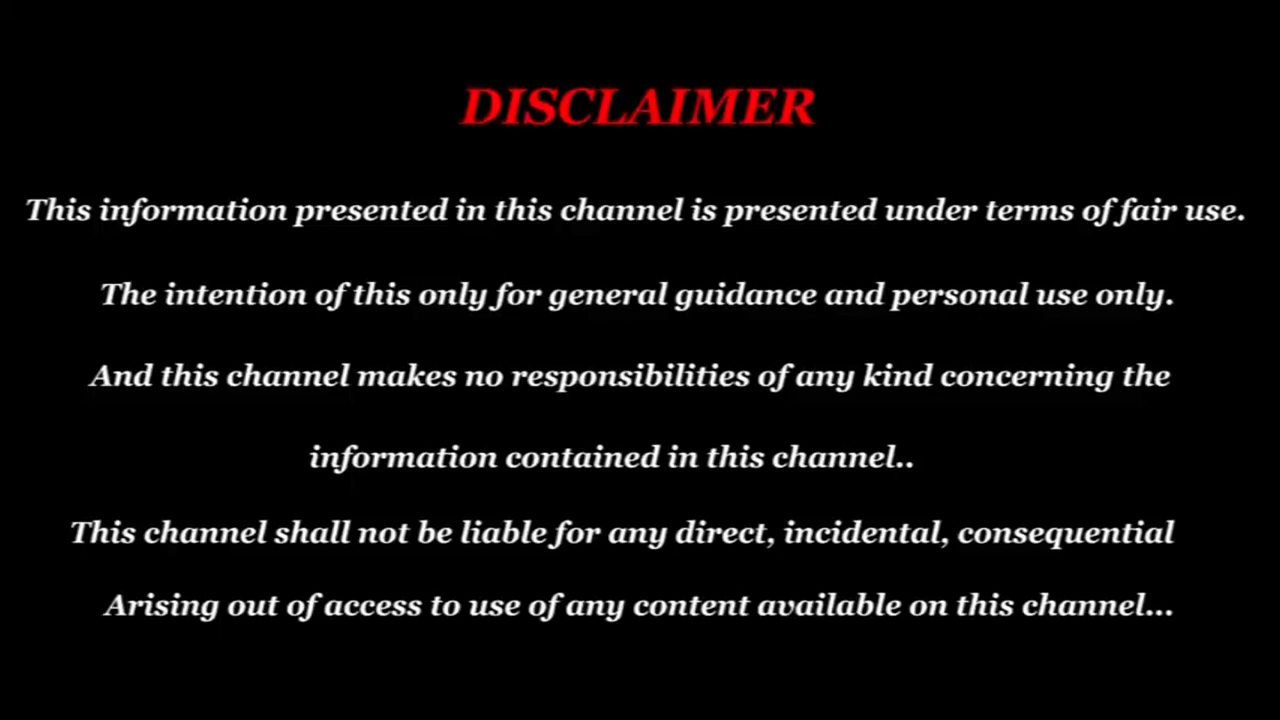 DISCLAIMER
This information presented in this channel is presented under terms of fair use.
The intention of this only for general guidance and personal use only.
And this channel makes no responsibilities of any kind concerning the
information contained in this channel..
This channel shall not be liable for any direct, incidental, consequential
Arising out of access to use of any content available on this channel...